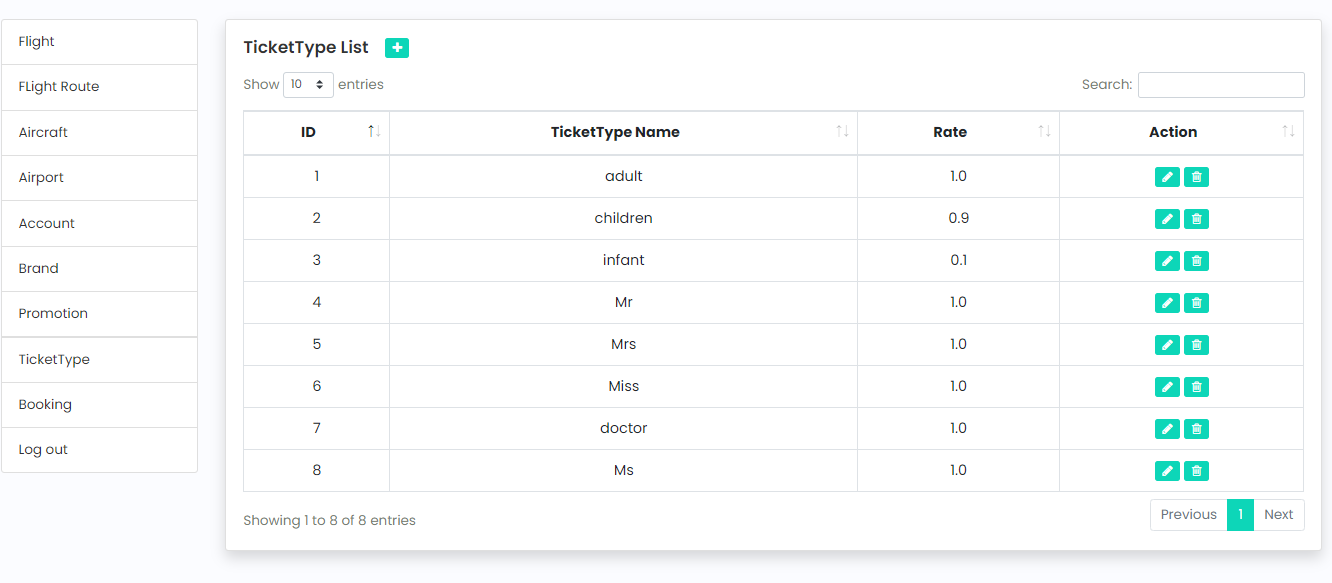 Flight
FLight Route
Aircraft
Airport
Account
Brand
Promotion
TicketType
Booking
Log out
TicketType List
Show 10 entries
Search:
ID TicketType Name Rate Action
1 adult 1.0
2 children 0.9
3 infant 0.1
4 Mr 1.0
5 Mrs 1.0
6 Miss 1.0
7 doctor 1.0
8 Ms 1.0
Showing 1 to 8 of 8 entries
Previous 1 Next